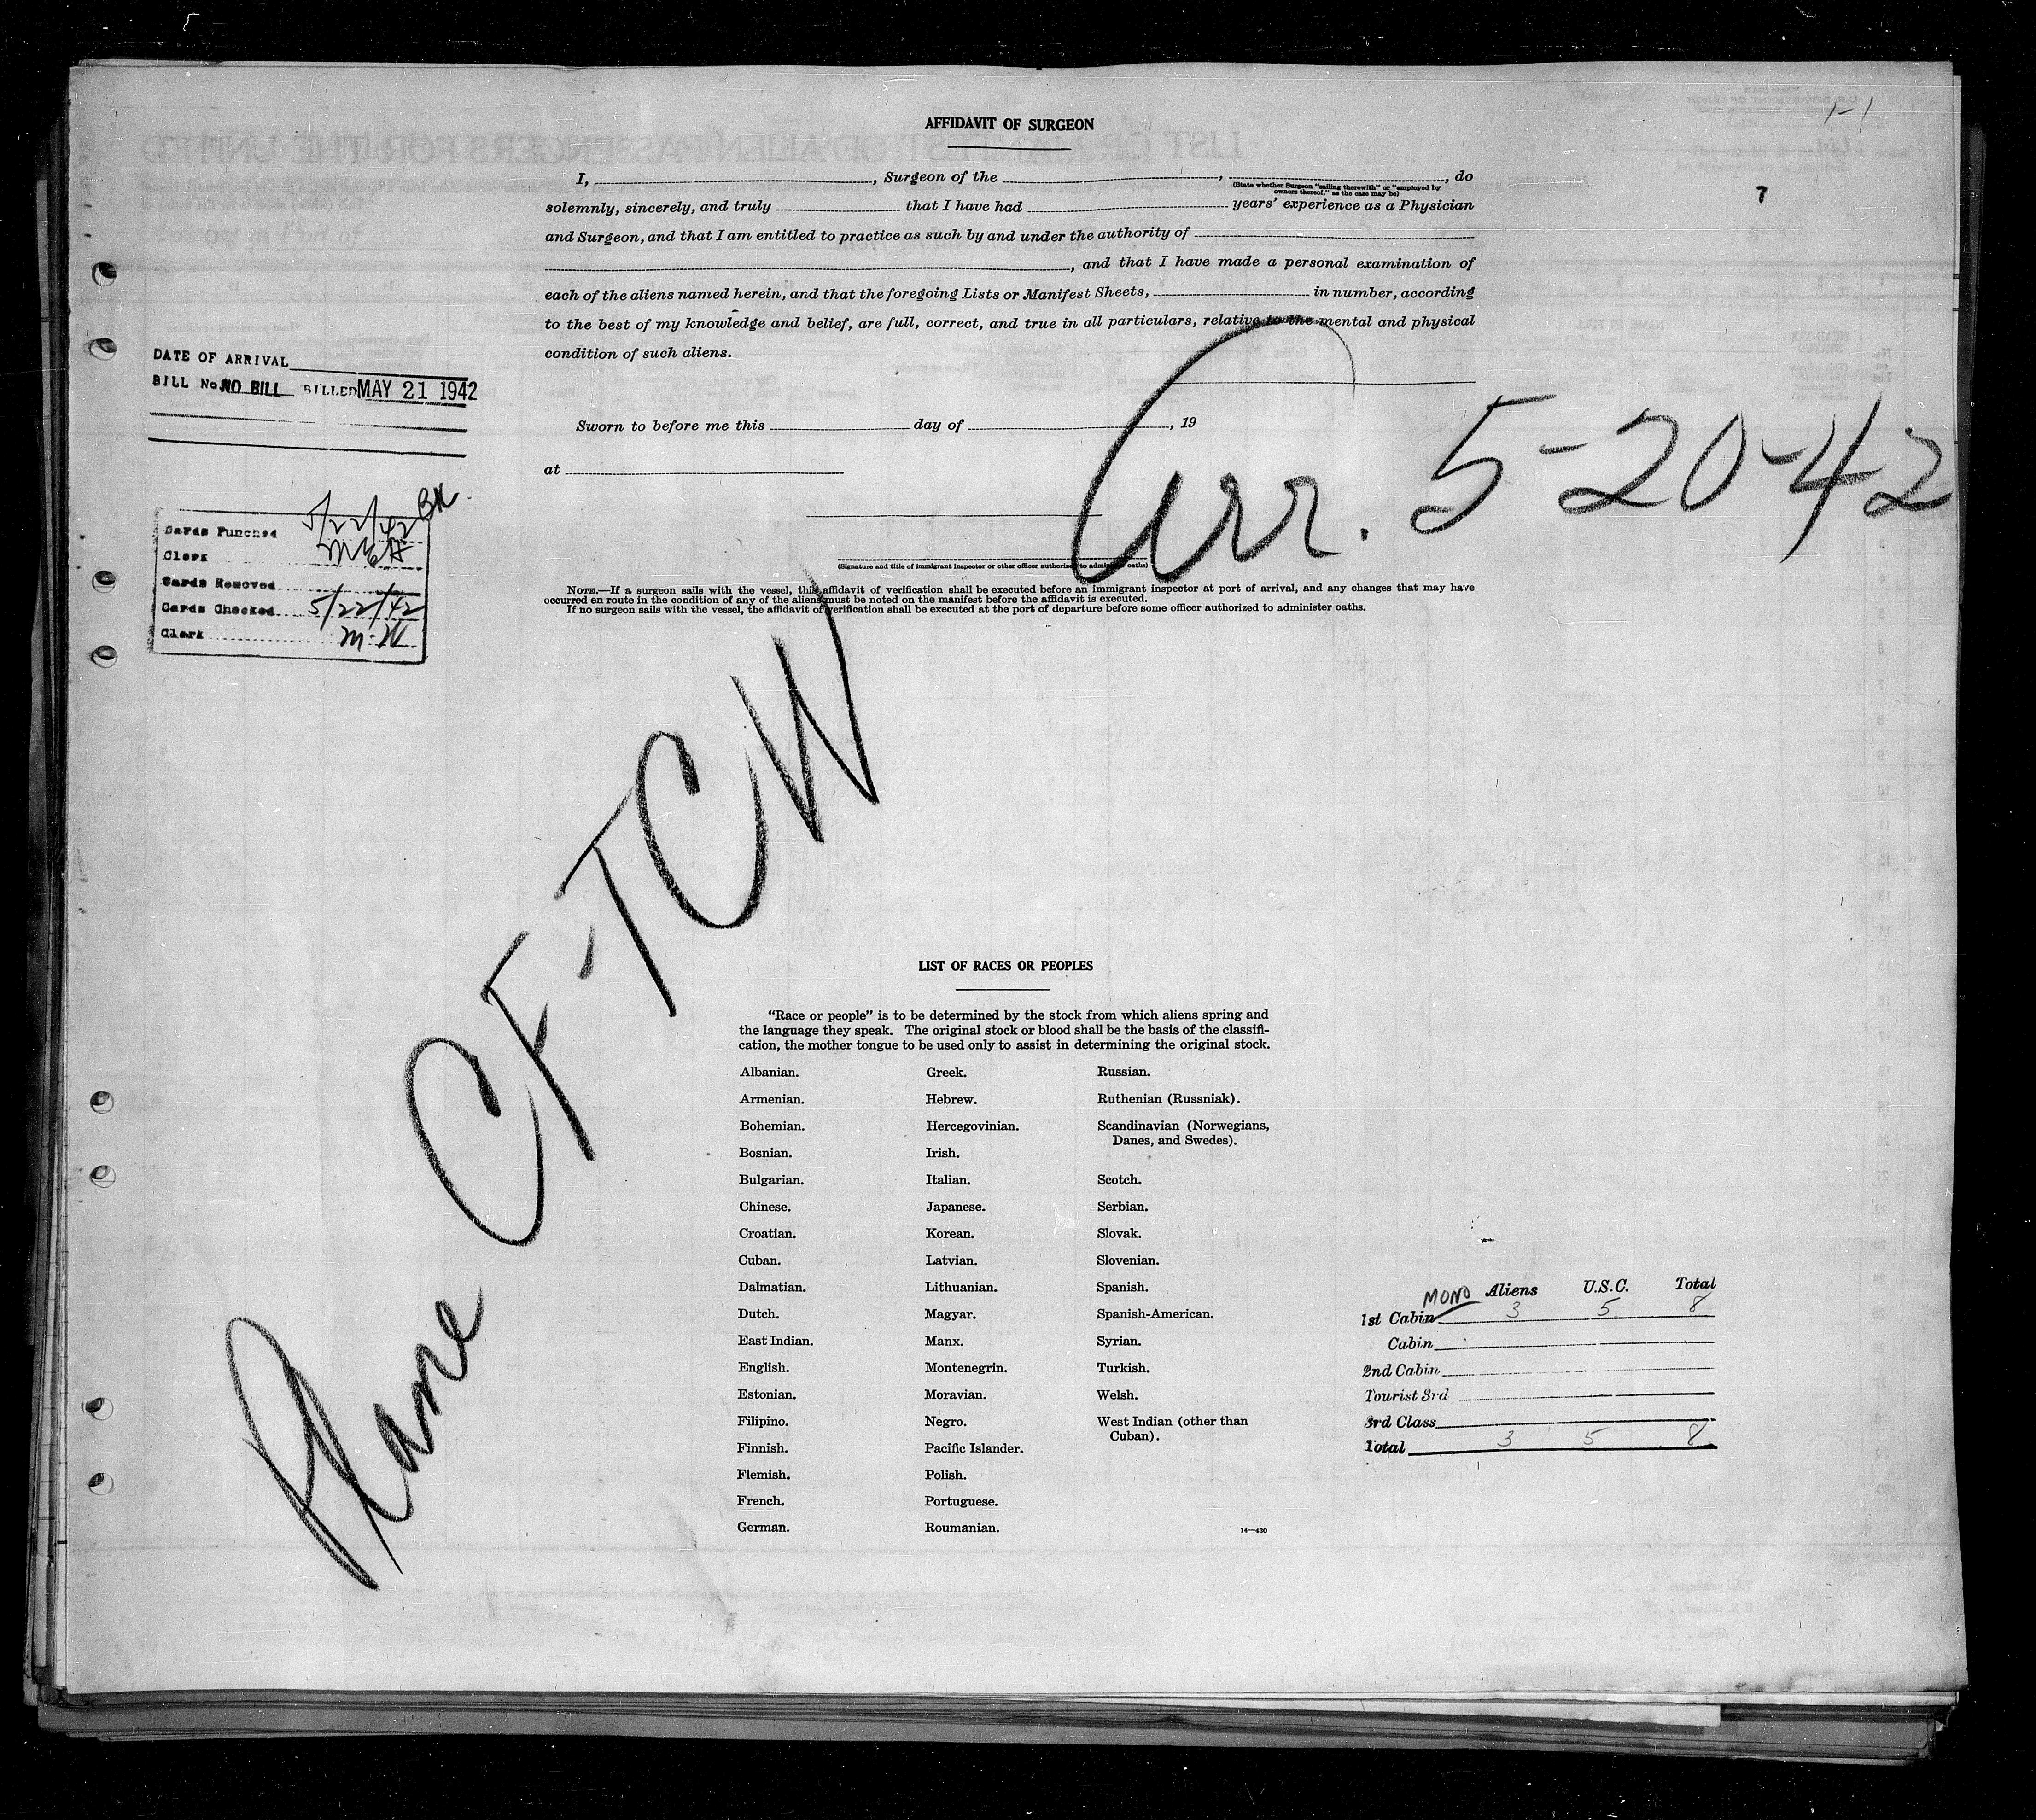 1-1
7
AFFIDAVIT OF SURGEON
I, , Surgeon of the , , do
(State whether Surgeon "sailing therewith" or "employed by
owners thereof," as the case may be)
solemnly, sincerely, and truly that I have had years' experience as a Physician
and Surgeon, and that I am entitled to practice as such by and under the authority of
, and that I have made a personal examination of
each of the aliens named herein, and that the foregoing Lists or Manifest Sheets, in number, according
to the best of my knowledge and belief, are full, correct, and true in all particulars, relative to the mental and physical
condition of such aliens.
DATE OF ARRIVAL
BILL No. NO BILL BILLED MAY 21 1942
Sworn to before me this day of , 19
at
Arr. 5-20-42
(Signature and title of immigrant inspector or other officer authorized to administer oaths)
Cards Punched 5/22/42 BK.
Clerk
Cards Removed
Cards Checked 5/22/42
Clerk M-W
NOTE.—If a surgeon sails with the vessel, this affidavit of verification shall be executed before an immigrant inspector at port of arrival, and any changes that may have
occurred en route in the condition of any of the aliens must be noted on the manifest before the affidavit is executed.
If no surgeon sails with the vessel, the affidavit of verification shall be executed at the port of departure before some officer authorized to administer oaths.
Plane CF-TCW
LIST OF RACES OR PEOPLES
"Race or people" is to be determined by the stock from which aliens spring and
the language they speak. The original stock or blood shall be the basis of the classifi-
cation, the mother tongue to be used only to assist in determining the original stock.
Albanian.
Armenian.
Bohemian.
Bosnian.
Bulgarian.
Chinese.
Croatian.
Cuban.
Dalmatian.
Dutch.
East Indian.
English.
Estonian.
Filipino.
Finnish.
Flemish.
French.
German.
Greek.
Hebrew.
Hercegovinian.
Irish.
Italian.
Japanese.
Korean.
Latvian.
Lithuanian.
Magyar.
Manx.
Montenegrin.
Moravian.
Negro.
Pacific Islander.
Polish.
Portuguese.
Roumanian.
Russian.
Ruthenian (Russniak).
Scandinavian (Norwegians,
Danes, and Swedes).
Scotch.
Serbian.
Slovak.
Slovenian.
Spanish.
Spanish-American.
Syrian.
Turkish.
Welsh.
West Indian (other than
Cuban).
14—430
MONO Aliens U.S.C. Total
1st Cabin 3 5 8
Cabin
2nd Cabin
Tourist 3rd
3rd Class
Total 3 5 8